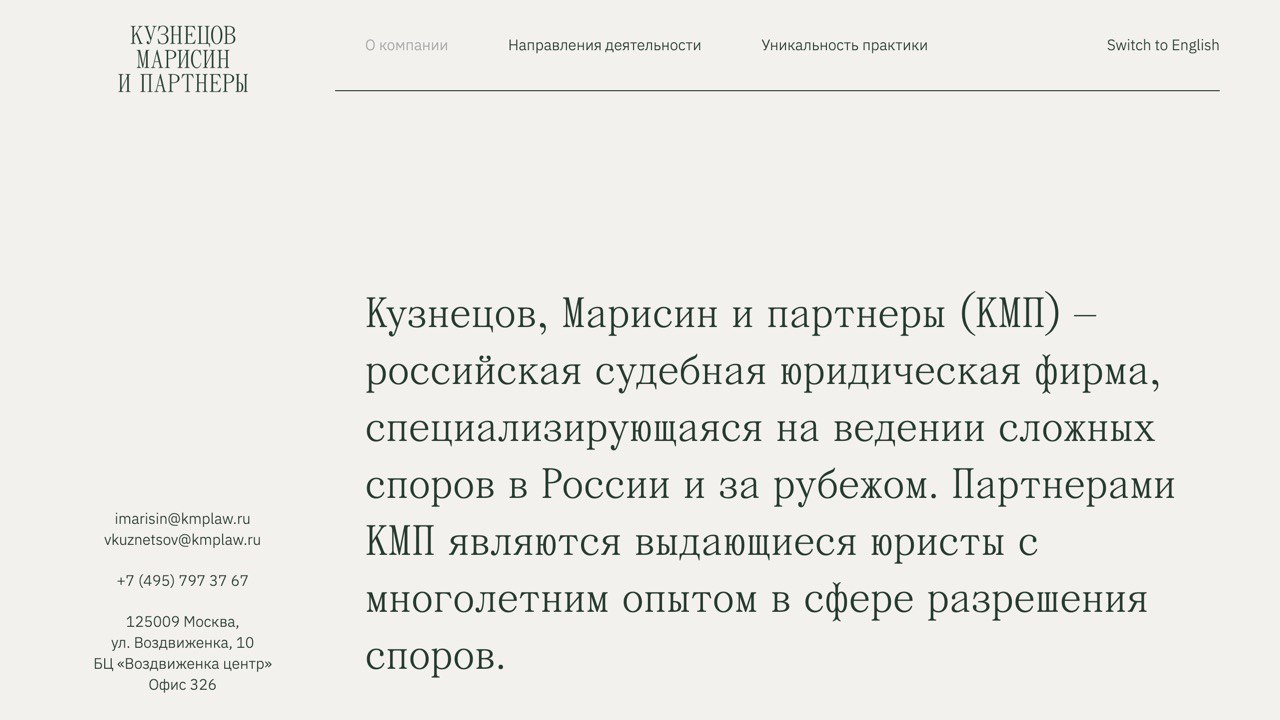 КУЗНЕЦОВ
МАРИСИН
И ПАРТНЕРЫ
О компании
Направления деятельности
Уникальность практики
Switch to English
Кузнецов, Марисин и партнеры (КМП) –
российская судебная юридическая фирма,
специализирующаяся на ведении сложных
споров в России и за рубежом. Партнерами
КМП являются выдающиеся юристы с
многолетним опытом в сфере разрешения
споров.
imarisin@kmplaw.ru
vkuznetsov@kmplaw.ru
+7 (495) 797 37 67
125009 Москва,
ул. Воздвиженка, 10
БЦ «Воздвиженка центр»
Офис 326